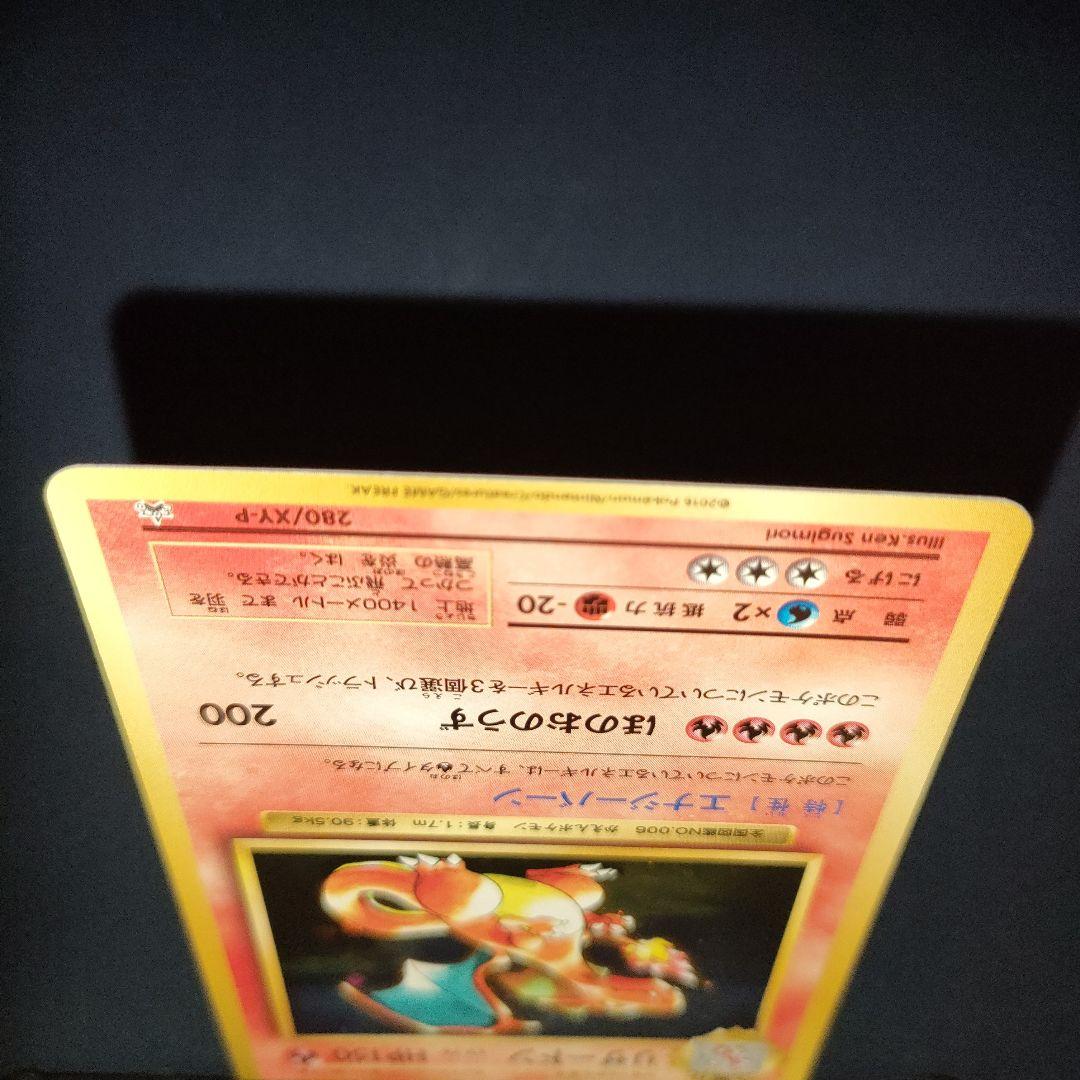 リザードン HP150
全国図鑑NO.006 かえんポケモン 身長：1.7m 体重：90.5kg
[特性] エナジーバーン
このポケモンについているエネルギーは、すべてタイプになる。
ほのお
ほのおのうず 200
このポケモンについているエネルギーを3個選び、トラッシュする。
弱点 ×2 抵抗力 -20
にげる
地上1400メートルまで羽を
つかって飛ぶことができる。
高熱の炎をはく。
Illus.Ken Sugimori
280/XY-P
©2016 Pokémon/Nintendo/Creatures/GAME FREAK.